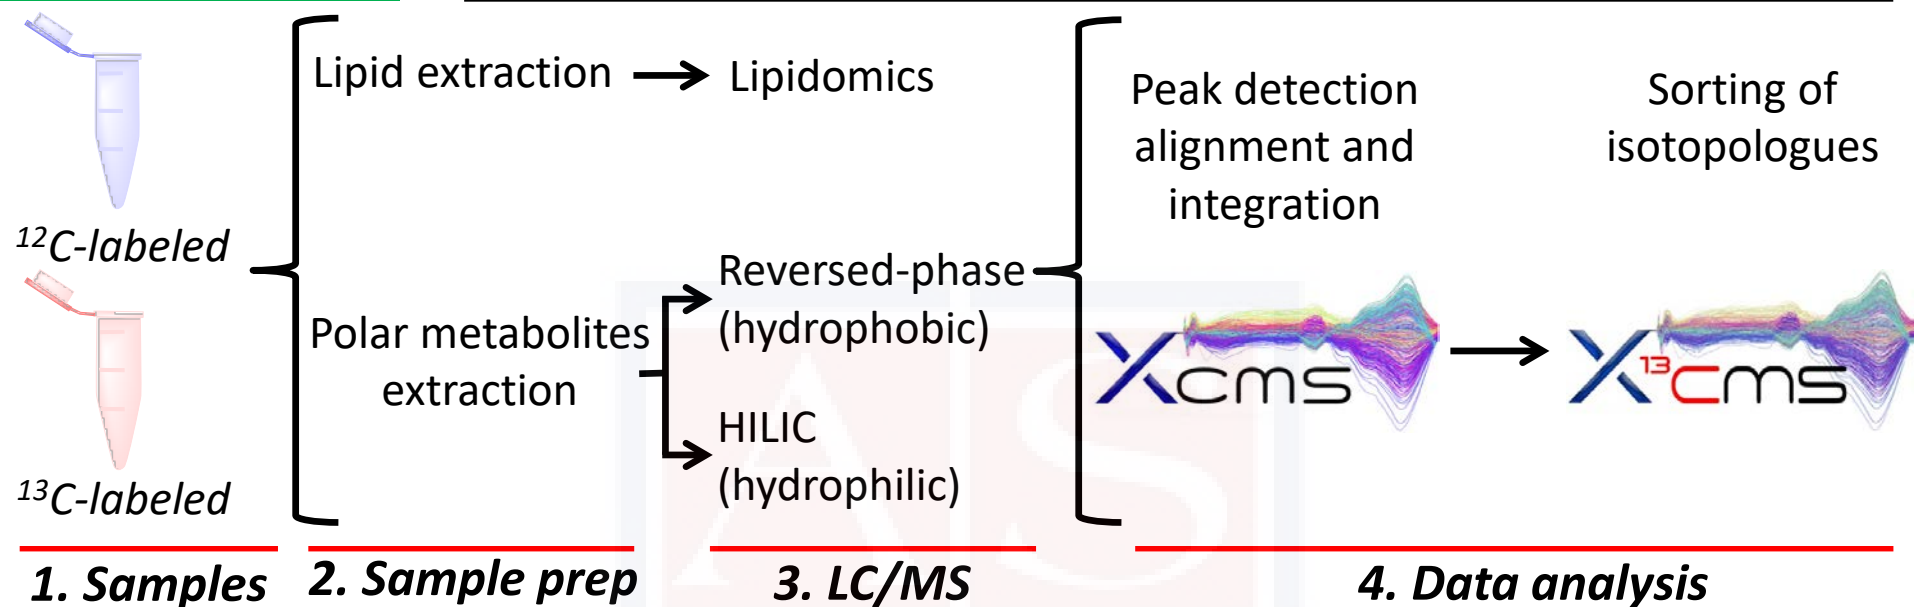 ¹²C-labeled
¹³C-labeled
1. Samples
Lipid extraction
Polar metabolites
extraction
2. Sample prep
Lipidomics
Reversed-phase
(hydrophobic)
HILIC
(hydrophilic)
3. LC/MS
Peak detection
alignment and
integration
Xcms
Sorting of
isotopologues
X¹³cms
4. Data analysis
AS